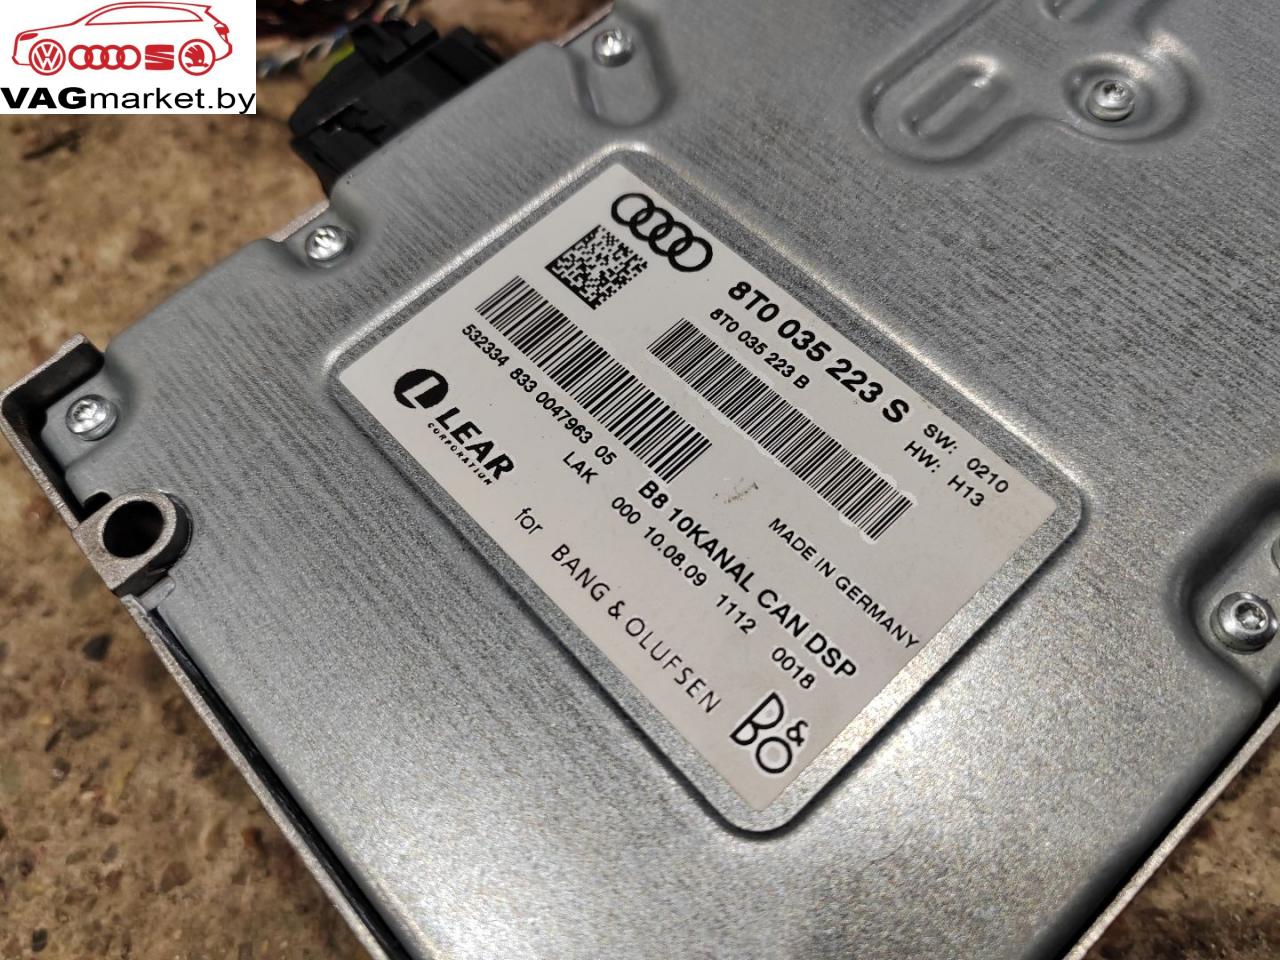 VAGmarket.by
8T0 035 223 S
8T0 035 223 B
SW: 0210
HW: H13
532334 833 0047963 05
MADE IN GERMANY
B8 10KANAL CAN DSP
LAK 000 10.08.09 1112 0018
LEAR
CORPORATION
for BANG & OLUFSEN
B&O